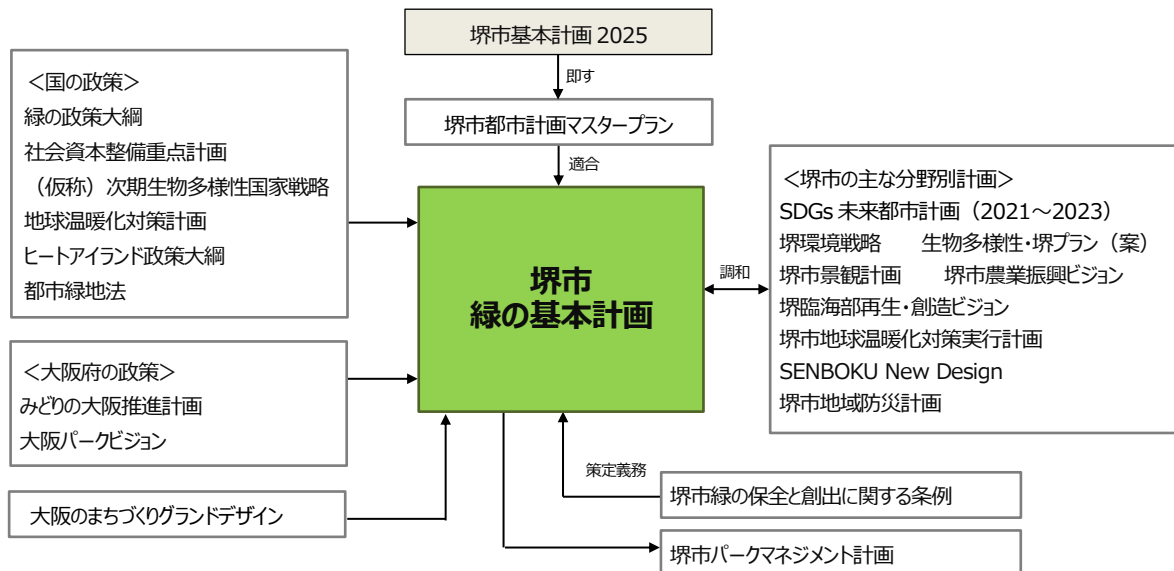 堺市基本計画 2025
即す
堺市都市計画マスタープラン
適合
＜国の政策＞
緑の政策大綱
社会資本整備重点計画
（仮称）次期生物多様性国家戦略
地球温暖化対策計画
ヒートアイランド政策大綱
都市緑地法
堺市
緑の基本計画
調和
＜堺市の主な分野別計画＞
SDGs 未来都市計画（2021～2023）
堺環境戦略　　生物多様性・堺プラン（案）
堺市景観計画　　堺市農業振興ビジョン
堺臨海部再生・創造ビジョン
堺市地球温暖化対策実行計画
SENBOKU New Design
堺市地域防災計画
＜大阪府の政策＞
みどりの大阪推進計画
大阪パークビジョン
大阪のまちづくりグランドデザイン
策定義務
堺市緑の保全と創出に関する条例
堺市パークマネジメント計画